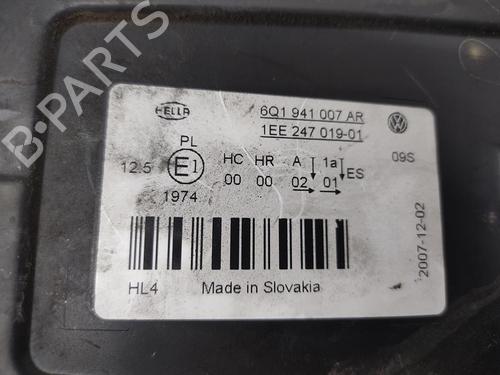 HELLA
6Q1 941 007 AR
1EE 247 019-01
PL
12.5 E1 HC HR A 1a
00 00 02 01 ES
09S
1974
2007-12-02
HL4 Made in Slovakia
B-PARTS